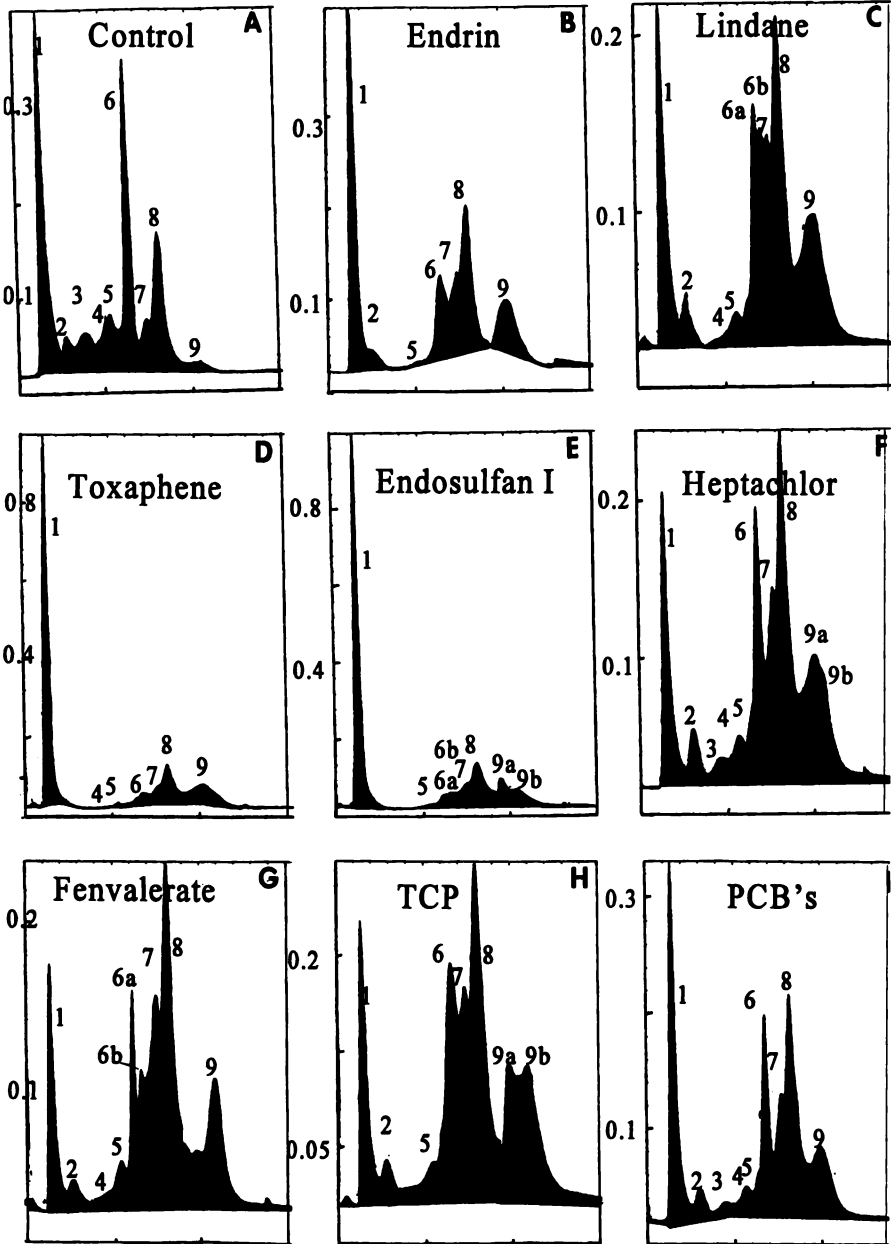 Control A
1
0.3
6
8
3
5
4
7
2
0.1
9
Endrin B
1
0.3
8
7
6
9
0.1
2
5
Lindane C
0.2
8
6b
1
6a
7
9
0.1
2
5
4
Toxaphene D
0.8
1
0.4
8
7 9
4 5 6
Endosulfan I E
0.8
1
0.4
6b 8
7 9a
5 6a 9b
Heptachlor F
0.2
8
1 6
7
9a
0.1
9b
2 4 5
3
Fenvalerate G
0.2
8
7
6a
1
6b
9
0.1
5
2 4
TCP H
6 8
0.2
7
1
9a 9b
2
5
0.05
PCB's I
0.3
8
1 6
7
0.1
9
2 3 4 5